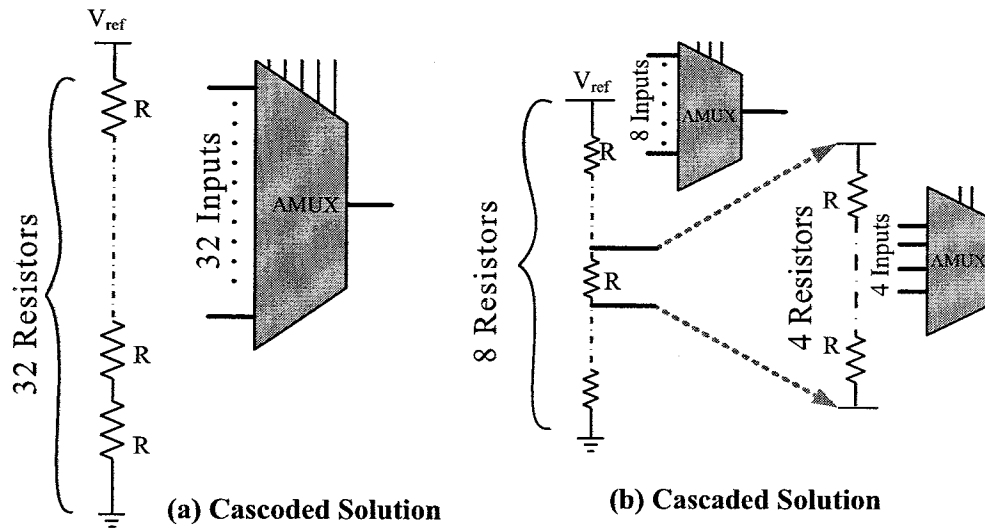 V_ref
R
32 Resistors
32 Inputs
AMUX
R
R
(a) Cascoded Solution
V_ref
8 Inputs
AMUX
R
8 Resistors
R
R
4 Resistors
4 Inputs
AMUX
R
(b) Cascaded Solution